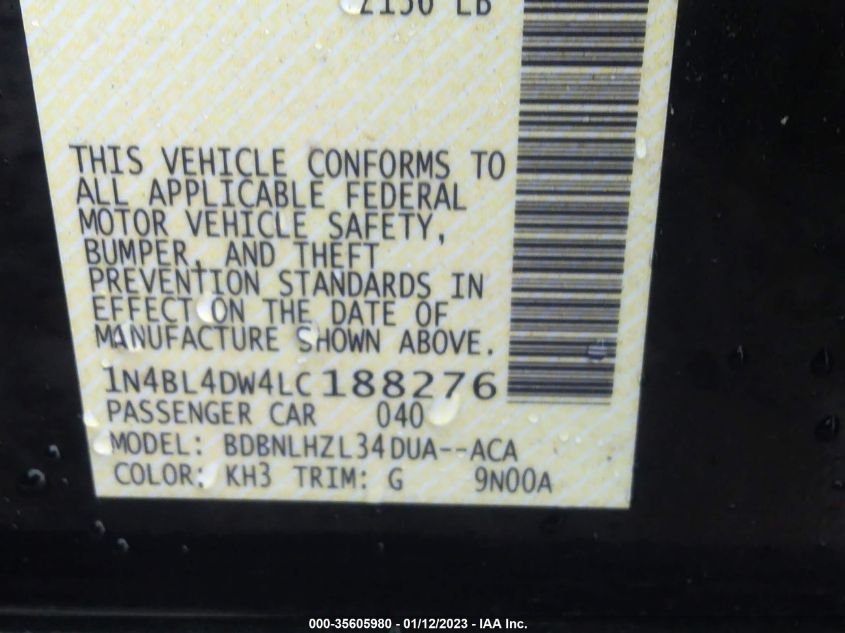 2150 LB
THIS VEHICLE CONFORMS TO
ALL APPLICABLE FEDERAL
MOTOR VEHICLE SAFETY,
BUMPER, AND THEFT
PREVENTION STANDARDS IN
EFFECT ON THE DATE OF
MANUFACTURE SHOWN ABOVE.
1N4BL4DW4LC188276
PASSENGER CAR 040
MODEL: BDBNLHZL34DUA--ACA
COLOR: KH3 TRIM: G 9N00A
000-35605980 - 01/12/2023 - IAA Inc.